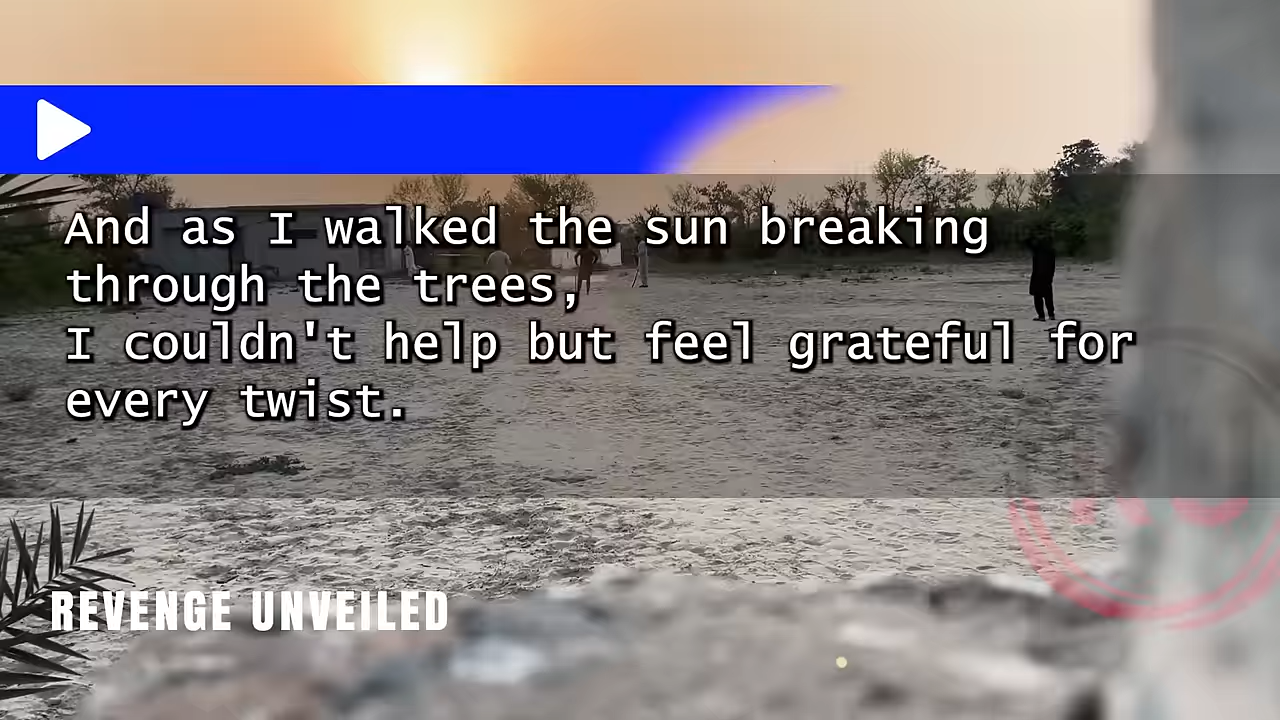 And as I walked the sun breaking
through the trees,
I couldn't help but feel grateful for
every twist.
REVENGE UNVEILED